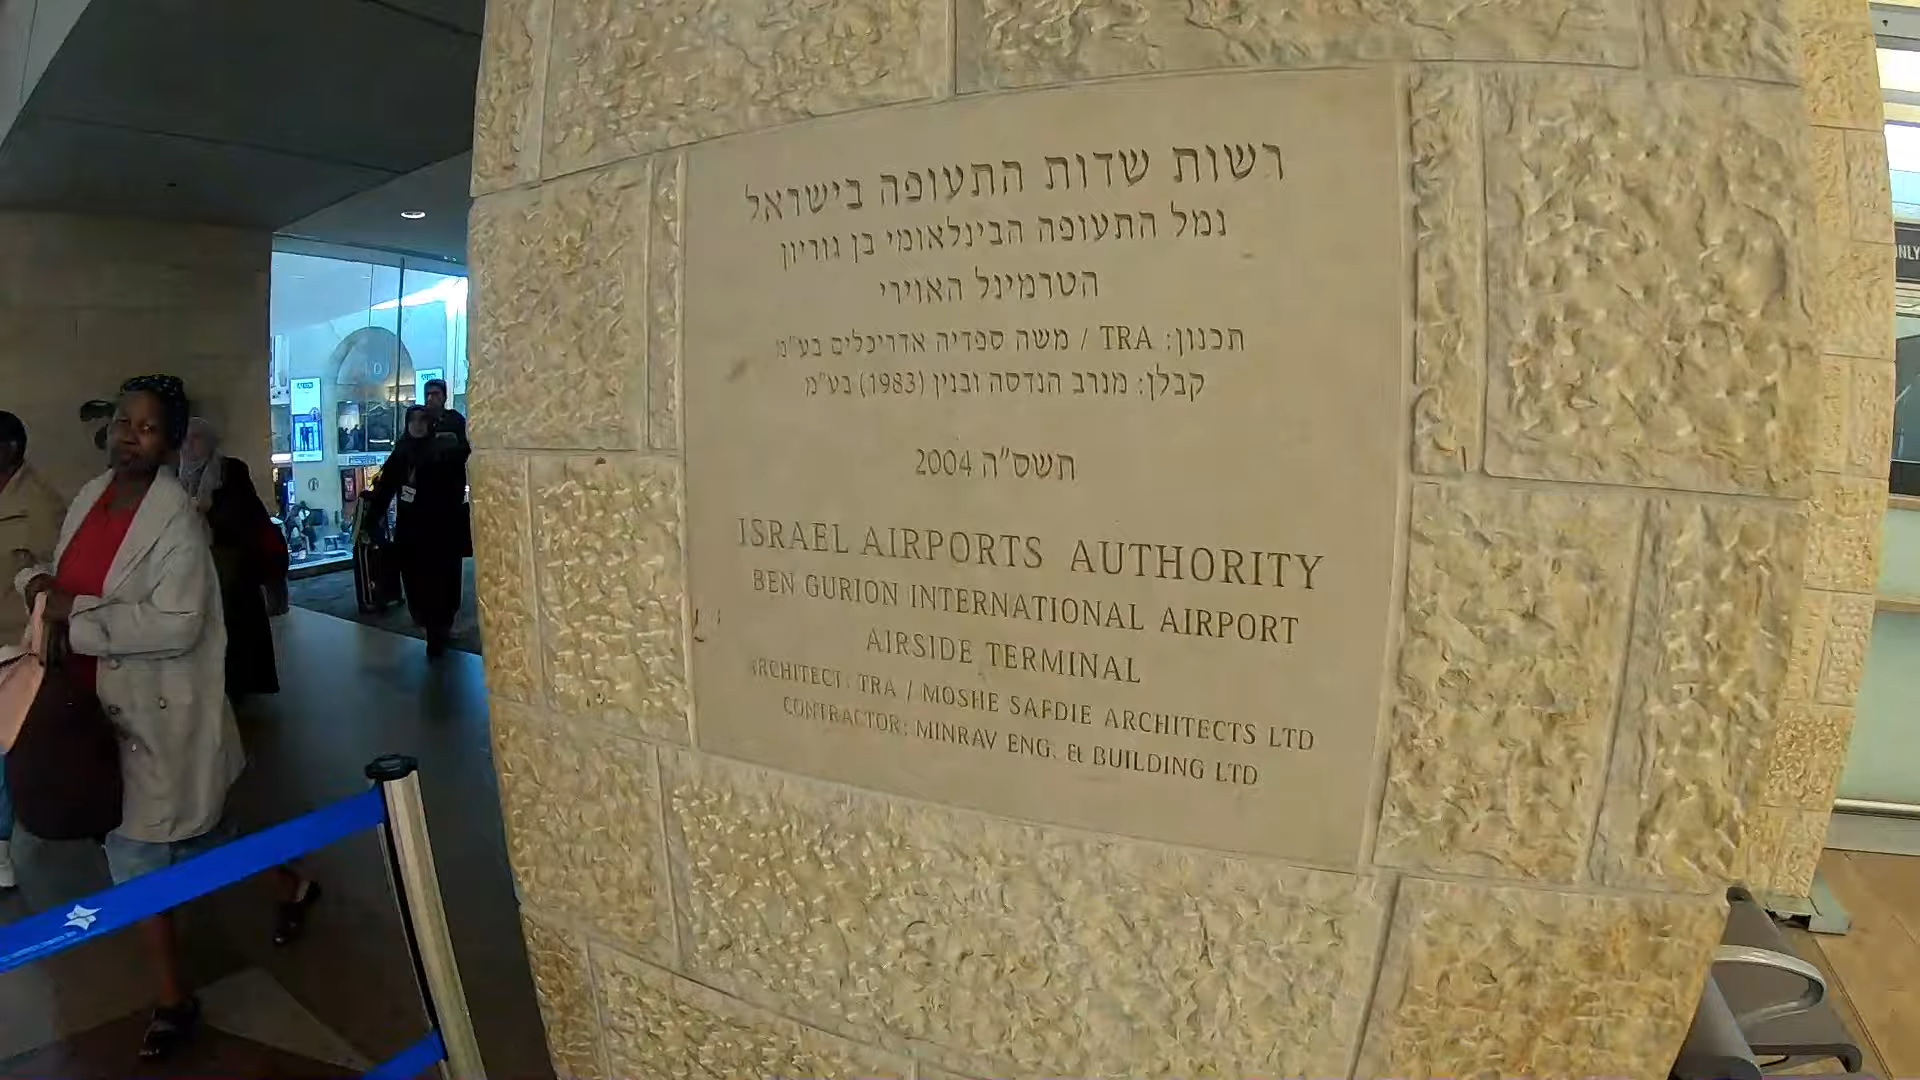 רשות שדות התעופה בישראל
נמל התעופה הבינלאומי בן גוריון
הטרמינל האוירי
תכנון: TRA / משה ספדיה אדריכלים בע"מ
קבלן: מנרב הנדסה ובנין (1983) בע"מ
תשס"ה 2004
ISRAEL AIRPORTS AUTHORITY
BEN GURION INTERNATIONAL AIRPORT
AIRSIDE TERMINAL
ARCHITECT: TRA / MOSHE SAFDIE ARCHITECTS LTD
CONTRACTOR: MINRAV ENG. & BUILDING LTD